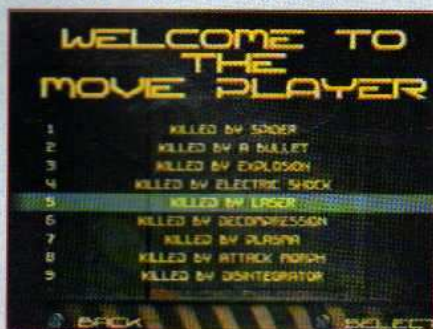 WELCOME TO
THE
MOVIE PLAYER
1 KILLED BY SPIDER
2 KILLED BY A BULLET
3 KILLED BY EXPLOSION
4 KILLED BY ELECTRIC SHOCK
5 KILLED BY LASER
6 KILLED BY DECOMPRESSION
7 KILLED BY PLASMA
8 KILLED BY ATTACK MORPH
9 KILLED BY DISINTEGRATOR
BACK SELECT